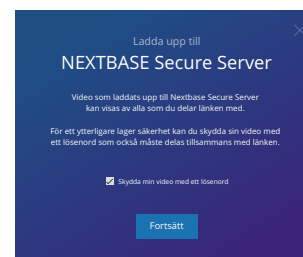 Ladda upp till
NEXTBASE Secure Server
Video som laddats upp till Nextbase Secure Server
kan visas av alla som du delar länken med.
För ett ytterligare lager säkerhet kan du skydda sin video med
ett lösenord som också måste delas tillsammans med länken.
Skydda min video med ett lösenord
Fortsätt